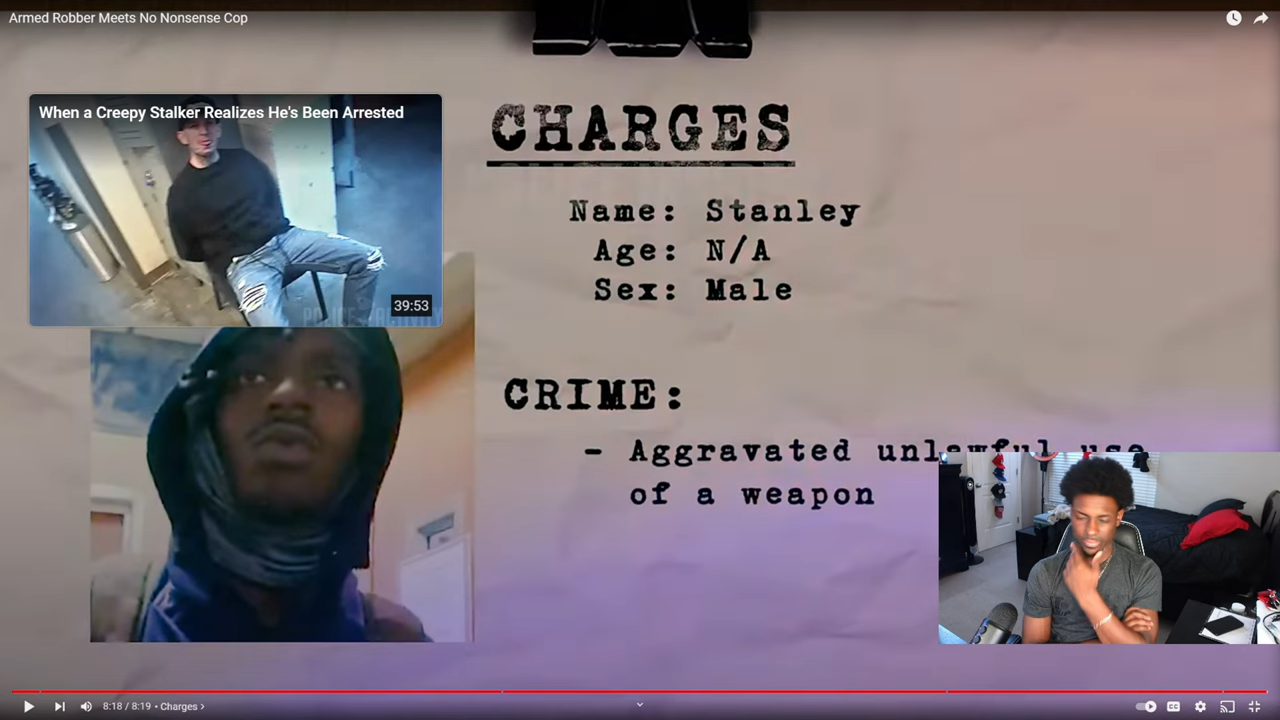 Armed Robber Meets No Nonsense Cop
When a Creepy Stalker Realizes He's Been Arrested
39:53
CHARGES
Name: Stanley
Age: N/A
Sex: Male
CRIME:
- Aggravated unlawful use
of a weapon
8:18 / 8:19 • Charges ›
CC